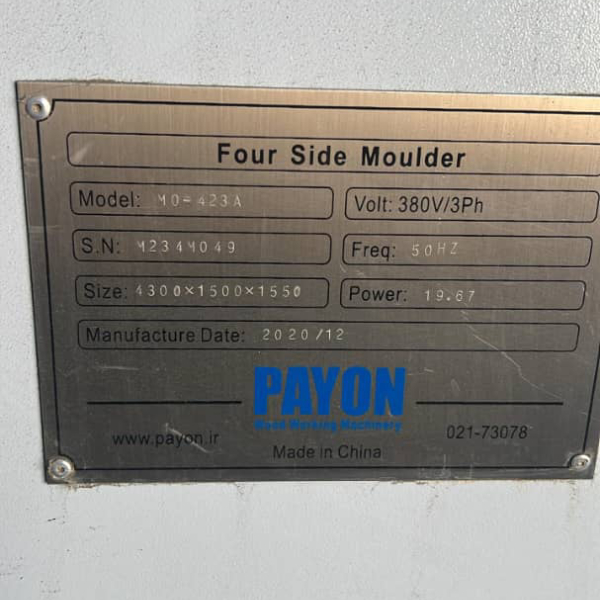 Four Side Moulder
Model: MO-423A
Volt: 380V/3Ph
S.N: M234M049
Freq: 50HZ
Size: 4300×1500×1550
Power: 19.67
Manufacture Date: 2020/12
PAYON
Wood Working Machinery
www.payon.ir
021-73078
Made in China